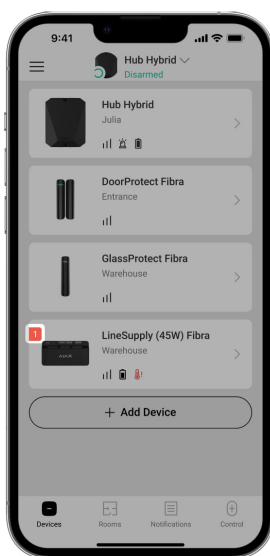 9:41
Hub Hybrid
Disarmed
Hub Hybrid
Julia
DoorProtect Fibra
Entrance
GlassProtect Fibra
Warehouse
1
LineSupply (45W) Fibra
Warehouse
AJAX
+ Add Device
Devices
Rooms
Notifications
Control